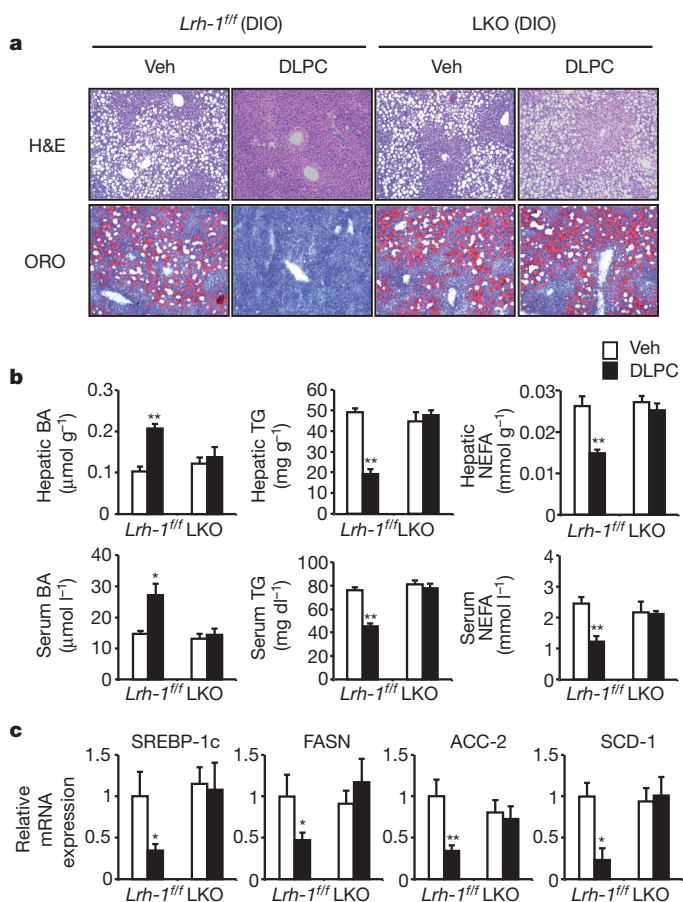 Lrh-1f/f (DIO) LKO (DIO)
a
Veh DLPC Veh DLPC
H&E
ORO
Veh
DLPC
b
Hepatic BA
(μmol g–1)
0.3
0.2
0.1
0
**
Lrh-1f/f LKO
Hepatic TG
(mg g–1)
60
50
40
30
20
10
0
**
Lrh-1f/f LKO
Hepatic
NEFA
(mmol g–1)
0.03
0.02
0.01
0
**
Lrh-1f/f LKO
Serum BA
(μmol l–1)
40
30
20
10
0
*
Lrh-1f/f LKO
Serum TG
(mg dl–1)
100
80
60
40
20
0
**
Lrh-1f/f LKO
Serum
NEFA
(mmol l–1)
4
3
2
1
0
**
Lrh-1f/f LKO
c
Relative
mRNA
expression
SREBP-1c
1.5
1
0.5
0
*
Lrh-1f/f LKO
FASN
1.5
1
0.5
0
*
Lrh-1f/f LKO
ACC-2
1.5
1
0.5
0
**
Lrh-1f/f LKO
SCD-1
1.5
1
0.5
0
*
Lrh-1f/f LKO